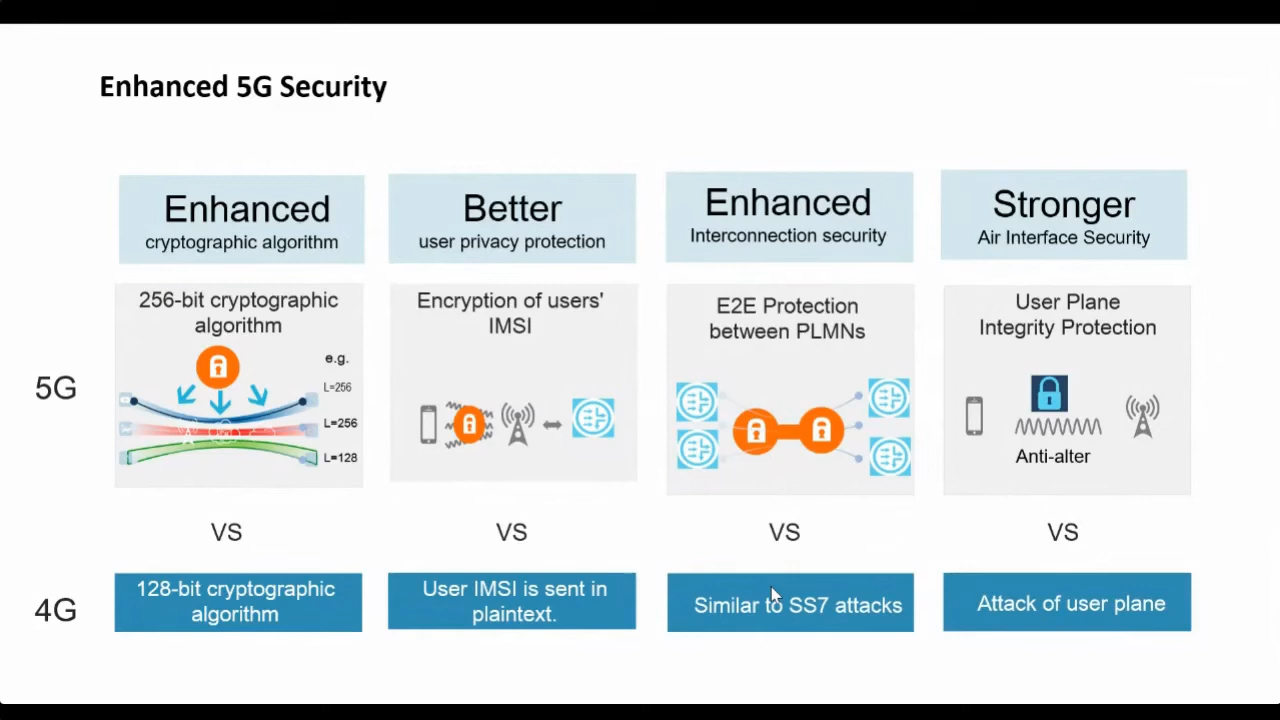 Enhanced 5G Security
Enhanced
cryptographic algorithm
Better
user privacy protection
Enhanced
Interconnection security
Stronger
Air Interface Security
5G
256-bit cryptographic
algorithm
e.g.
L=256
L=256
L=128
Encryption of users'
IMSI
E2E Protection
between PLMNs
User Plane
Integrity Protection
Anti-alter
VS
VS
VS
VS
4G
128-bit cryptographic
algorithm
User IMSI is sent in
plaintext.
Similar to SS7 attacks
Attack of user plane